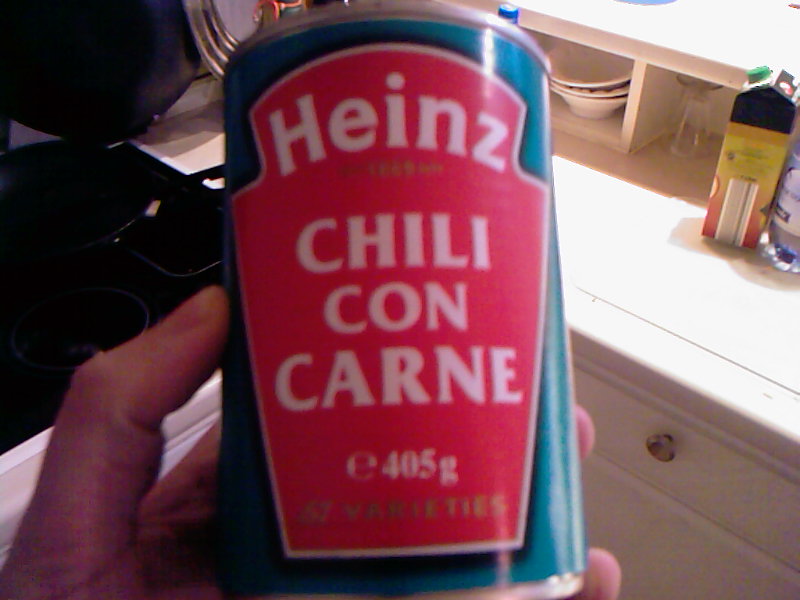 Heinz
CHILI
CON
CARNE
℮ 405g
57 VARIETIES